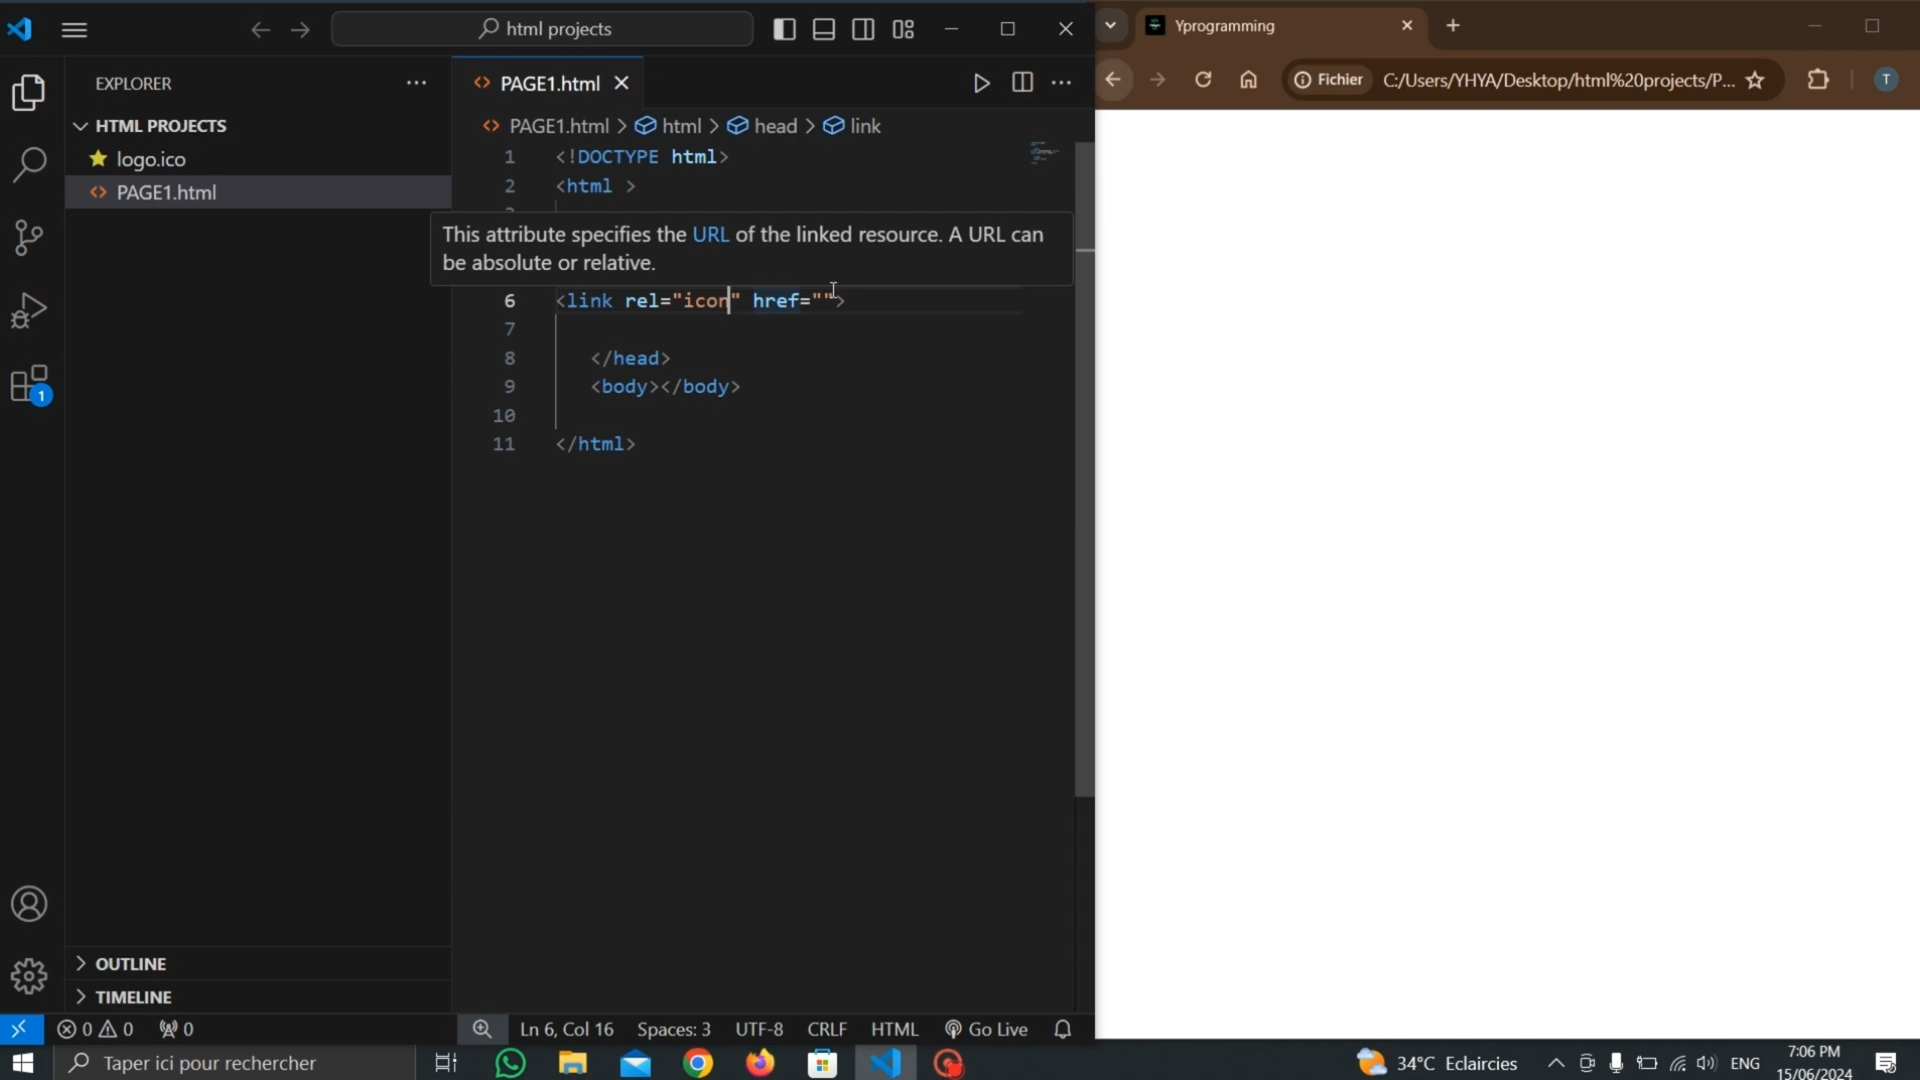 html projects
EXPLORER
HTML PROJECTS
logo.ico
PAGE1.html
OUTLINE
TIMELINE
PAGE1.html
PAGE1.html > html > head > link
1 <!DOCTYPE html>
2 <html >
This attribute specifies the URL of the linked resource. A URL can
be absolute or relative.
6 <link rel="icon" href="">
7
8 </head>
9 <body></body>
10
11 </html>
1
0 0 0
Ln 6, Col 16 Spaces: 3 UTF-8 CRLF HTML Go Live
Yprogramming
Fichier C:/Users/YHYA/Desktop/html%20projects/P...
T
Taper ici pour rechercher
34°C Eclaircies
ENG
7:06 PM
15/06/2024